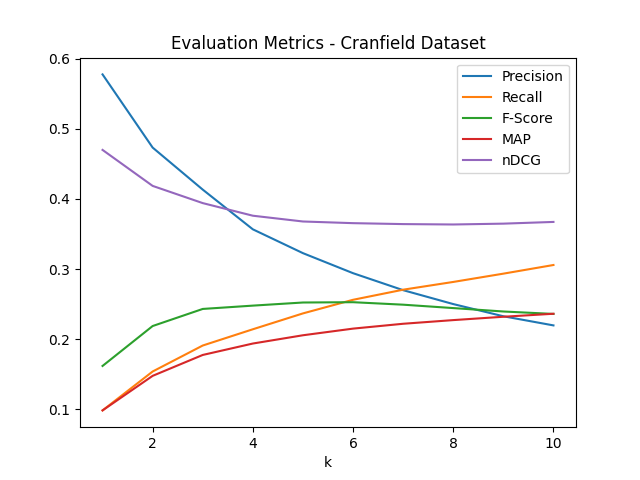 Evaluation Metrics - Cranfield Dataset
Precision
Recall
F-Score
MAP
nDCG
0.6
0.5
0.4
0.3
0.2
0.1
2 4 6 8 10
k